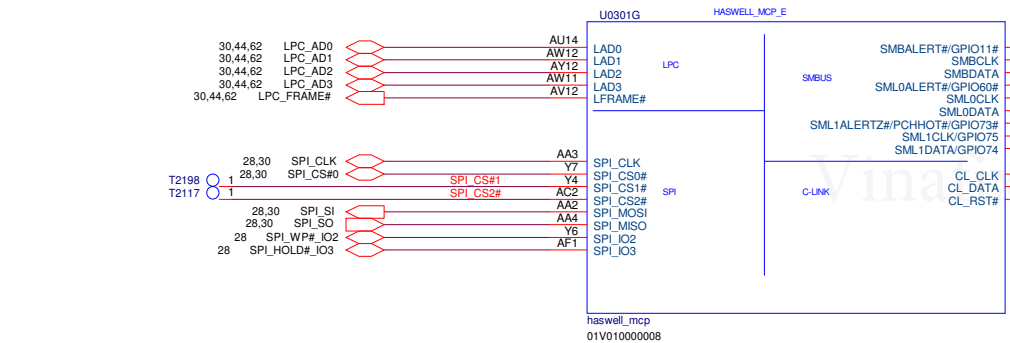 U0301G HASWELL_MCP_E
30,44,62 LPC_AD0 AU14 LAD0 SMBALERT#/GPIO11#
30,44,62 LPC_AD1 AW12 LAD1 SMBCLK
30,44,62 LPC_AD2 AY12 LAD2 LPC SMBUS SMBDATA
30,44,62 LPC_AD3 AW11 LAD3 SML0ALERT#/GPIO60#
30,44,62 LPC_FRAME# AV12 LFRAME# SML0CLK
SML0DATA
SML1ALERTZ#/PCHHOT#/GPIO73#
SML1CLK/GPIO75
SML1DATA/GPIO74
28,30 SPI_CLK AA3 SPI_CLK
28,30 SPI_CS#0 Y7 SPI_CS0# CL_CLK
T2198 1 SPI_CS#1 Y4 SPI_CS1# SPI C-LINK CL_DATA
T2117 1 SPI_CS2# AC2 SPI_CS2# CL_RST#
28,30 SPI_SI AA2 SPI_MOSI
28,30 SPI_SO AA4 SPI_MISO
28 SPI_WP#_IO2 Y6 SPI_IO2
28 SPI_HOLD#_IO3 AF1 SPI_IO3
haswell_mcp
01V010000008